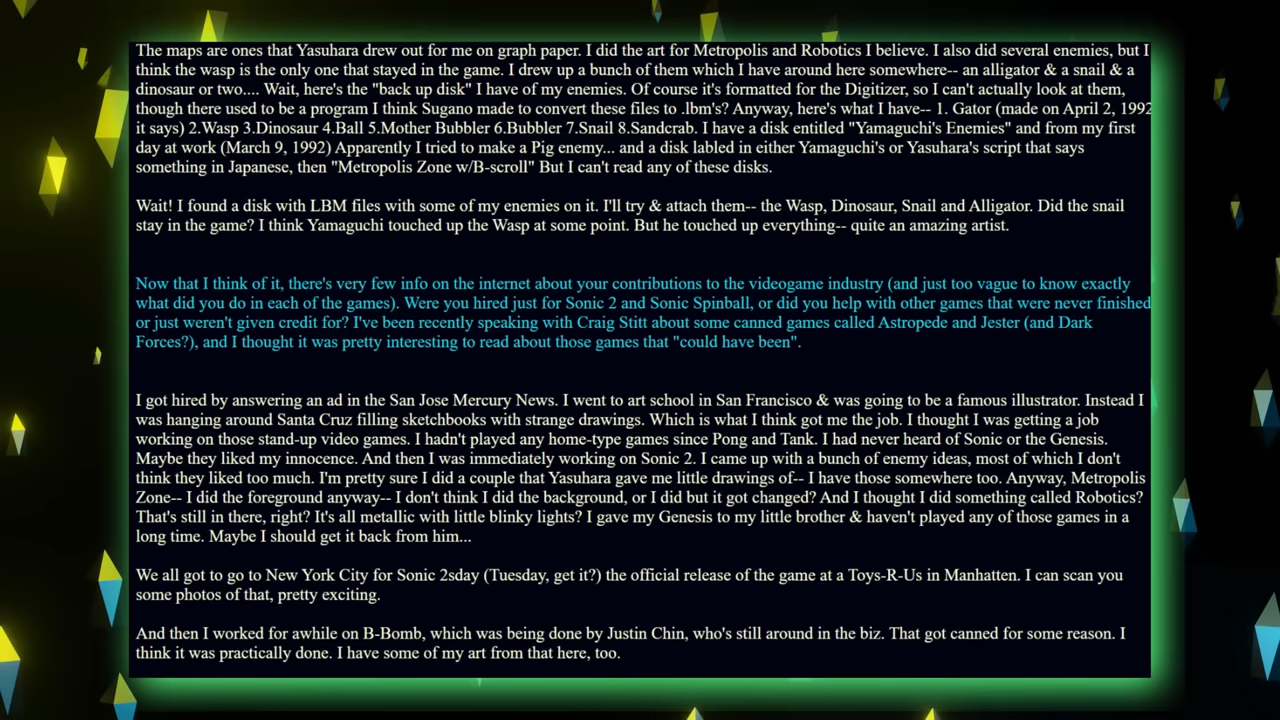 The maps are ones that Yasuhara drew out for me on graph paper. I did the art for Metropolis and Robotics I believe. I also did several enemies, but I
think the wasp is the only one that stayed in the game. I drew up a bunch of them which I have around here somewhere-- an alligator & a snail & a
dinosaur or two.... Wait, here's the "back up disk" I have of my enemies. Of course it's formatted for the Digitizer, so I can't actually look at them,
though there used to be a program I think Sugano made to convert these files to .lbm's? Anyway, here's what I have-- 1. Gator (made on April 2, 1992
it says) 2.Wasp 3.Dinosaur 4.Ball 5.Mother Bubbler 6.Bubbler 7.Snail 8.Sandcrab. I have a disk entitled "Yamaguchi's Enemies" and from my first
day at work (March 9, 1992) Apparently I tried to make a Pig enemy... and a disk labled in either Yamaguchi's or Yasuhara's script that says
something in Japanese, then "Metropolis Zone w/B-scroll" But I can't read any of these disks.
Wait! I found a disk with LBM files with some of my enemies on it. I'll try & attach them-- the Wasp, Dinosaur, Snail and Alligator. Did the snail
stay in the game? I think Yamaguchi touched up the Wasp at some point. But he touched up everything-- quite an amazing artist.
Now that I think of it, there's very few info on the internet about your contributions to the videogame industry (and just too vague to know exactly
what did you do in each of the games). Were you hired just for Sonic 2 and Sonic Spinball, or did you help with other games that were never finished
or just weren't given credit for? I've been recently speaking with Craig Stitt about some canned games called Astropede and Jester (and Dark
Forces?), and I thought it was pretty interesting to read about those games that "could have been".
I got hired by answering an ad in the San Jose Mercury News. I went to art school in San Francisco & was going to be a famous illustrator. Instead I
was hanging around Santa Cruz filling sketchbooks with strange drawings. Which is what I think got me the job. I thought I was getting a job
working on those stand-up video games. I hadn't played any home-type games since Pong and Tank. I had never heard of Sonic or the Genesis.
Maybe they liked my innocence. And then I was immediately working on Sonic 2. I came up with a bunch of enemy ideas, most of which I don't
think they liked too much. I'm pretty sure I did a couple that Yasuhara gave me little drawings of-- I have those somewhere too. Anyway, Metropolis
Zone-- I did the foreground anyway-- I don't think I did the background, or I did but it got changed? And I thought I did something called Robotics?
That's still in there, right? It's all metallic with little blinky lights? I gave my Genesis to my little brother & haven't played any of those games in a
long time. Maybe I should get it back from him...
We all got to go to New York City for Sonic 2sday (Tuesday, get it?) the official release of the game at a Toys-R-Us in Manhatten. I can scan you
some photos of that, pretty exciting.
And then I worked for awhile on B-Bomb, which was being done by Justin Chin, who's still around in the biz. That got canned for some reason. I
think it was practically done. I have some of my art from that here, too.